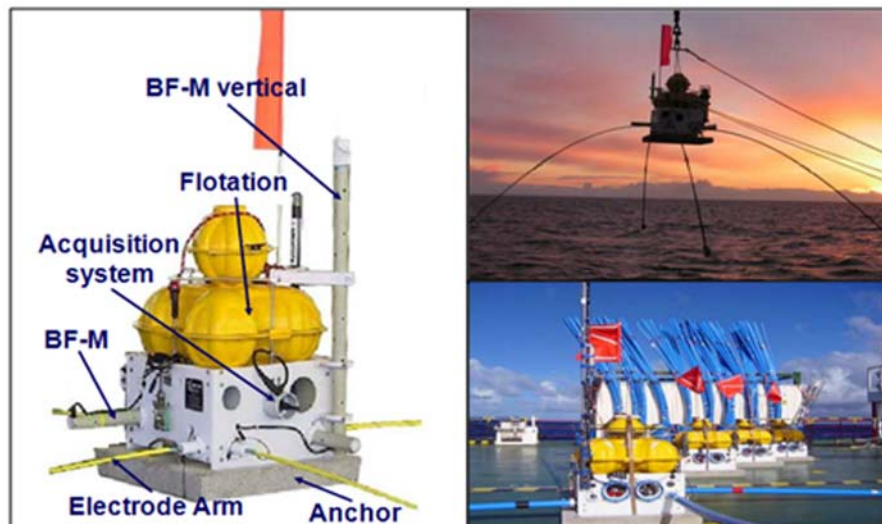 BF-M vertical
Flotation
Acquisition
system
BF-M
Electrode Arm
Anchor